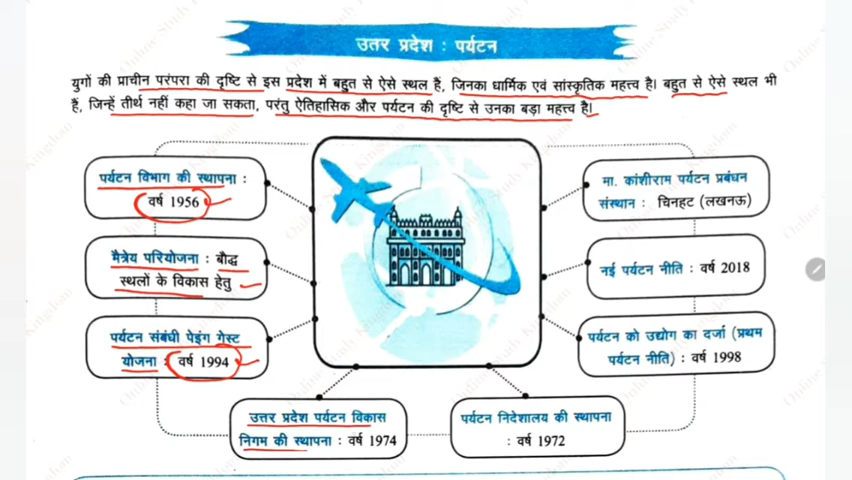 उतर प्रदेश : पर्यटन
युगों की प्राचीन परंपरा की दृष्टि से इस प्रदेश में बहुत से ऐसे स्थल हैं, जिनका धार्मिक एवं सांस्कृतिक महत्त्व है। बहुत से ऐसे स्थल भी
हैं, जिन्हें तीर्थ नहीं कहा जा सकता, परंतु ऐतिहासिक और पर्यटन की दृष्टि से उनका बड़ा महत्त्व है।
पर्यटन विभाग की स्थापना :
वर्ष 1956
मैत्रेय परियोजना : बौद्ध
स्थलों के विकास हेतु
पर्यटन संबंधी पेइंग गेस्ट
योजना : वर्ष 1994
उत्तर प्रदेश पर्यटन विकास
निगम की स्थापना : वर्ष 1974
पर्यटन निदेशालय की स्थापना
: वर्ष 1972
मा. कांशीराम पर्यटन प्रबंधन
संस्थान : चिनहट (लखनऊ)
नई पर्यटन नीति : वर्ष 2018
पर्यटन को उद्योग का दर्जा (प्रथम
पर्यटन नीति) : वर्ष 1998